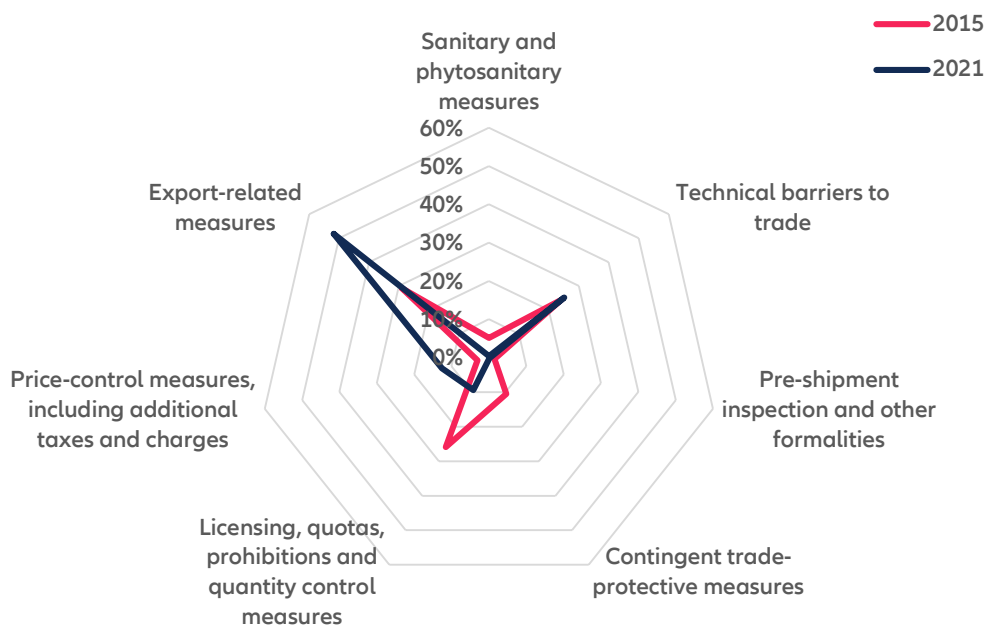 2015
2021
Sanitary and
phytosanitary
measures
60%
50%
40%
30%
20%
10%
0%
Export-related
measures
Technical barriers to
trade
Price-control measures,
including additional
taxes and charges
Pre-shipment
inspection and other
formalities
Licensing, quotas,
prohibitions and
quantity control
measures
Contingent trade-
protective measures